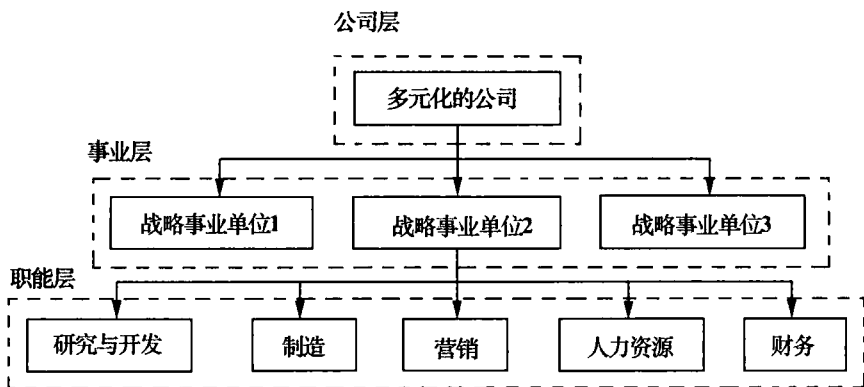 公司层
多元化的公司
事业层
战略事业单位1
战略事业单位2
战略事业单位3
职能层
研究与开发
制造
营销
人力资源
财务